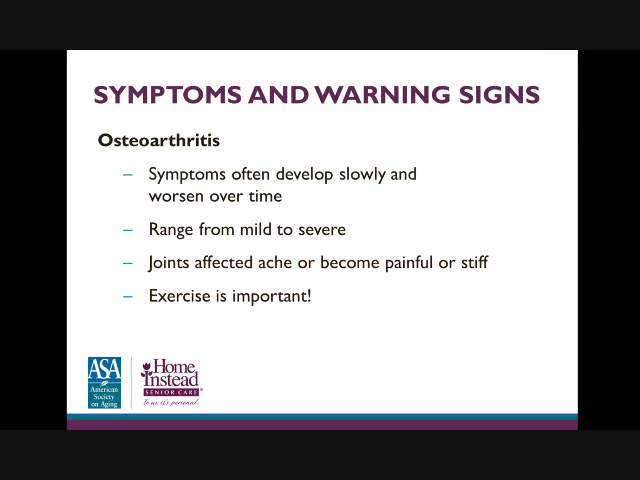 SYMPTOMS AND WARNING SIGNS
Osteoarthritis
– Symptoms often develop slowly and
worsen over time
– Range from mild to severe
– Joints affected ache or become painful or stiff
– Exercise is important!
ASA
American
Society
on Aging
Home
Instead
SENIOR CARE®
to us, it's personal.